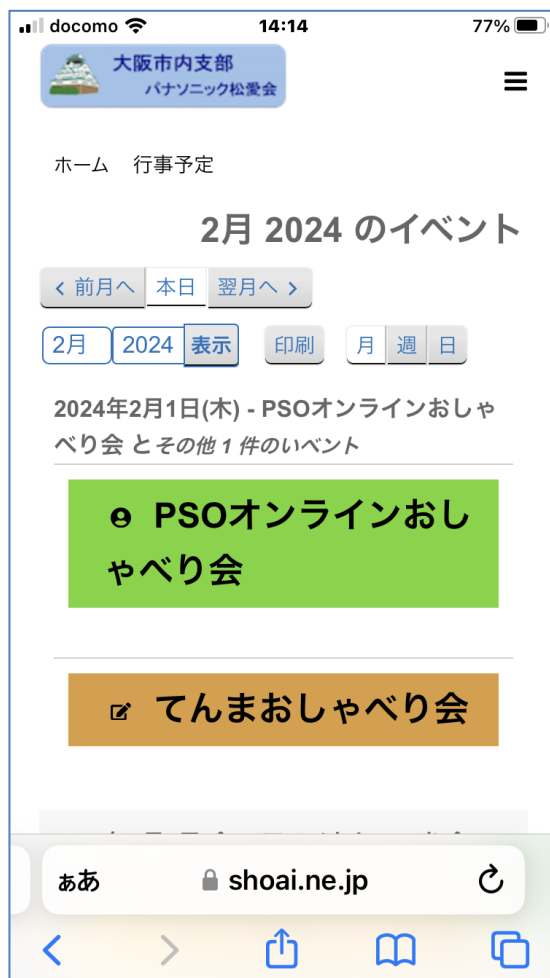 docomo 14:14 77%
大阪市内支部
パナソニック松愛会
ホーム 行事予定
2月 2024 のイベント
前月へ 本日 翌月へ
2月 2024 表示 印刷 月 週 日
2024年2月1日(木) - PSOオンラインおしゃ
べり会 とその他 1 件のいベント
PSOオンラインおし
ゃべり会
てんまおしゃべり会
ぁあ shoai.ne.jp